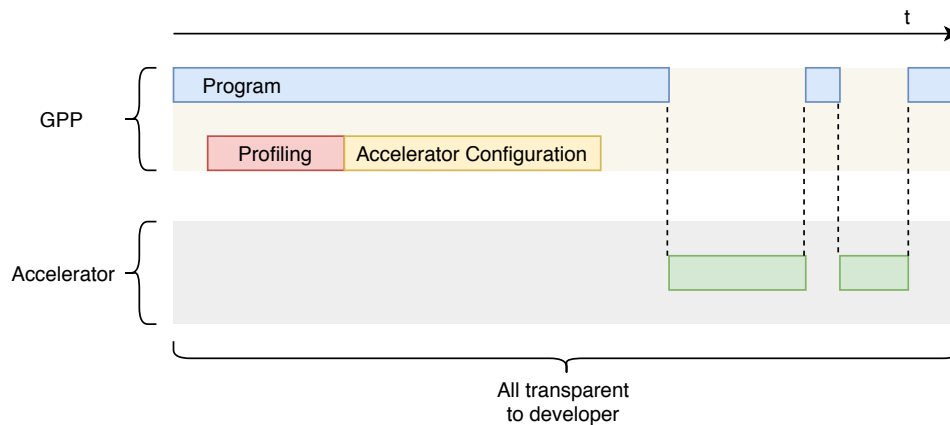 t
Program
GPP
Profiling
Accelerator Configuration
Accelerator
All transparent
to developer